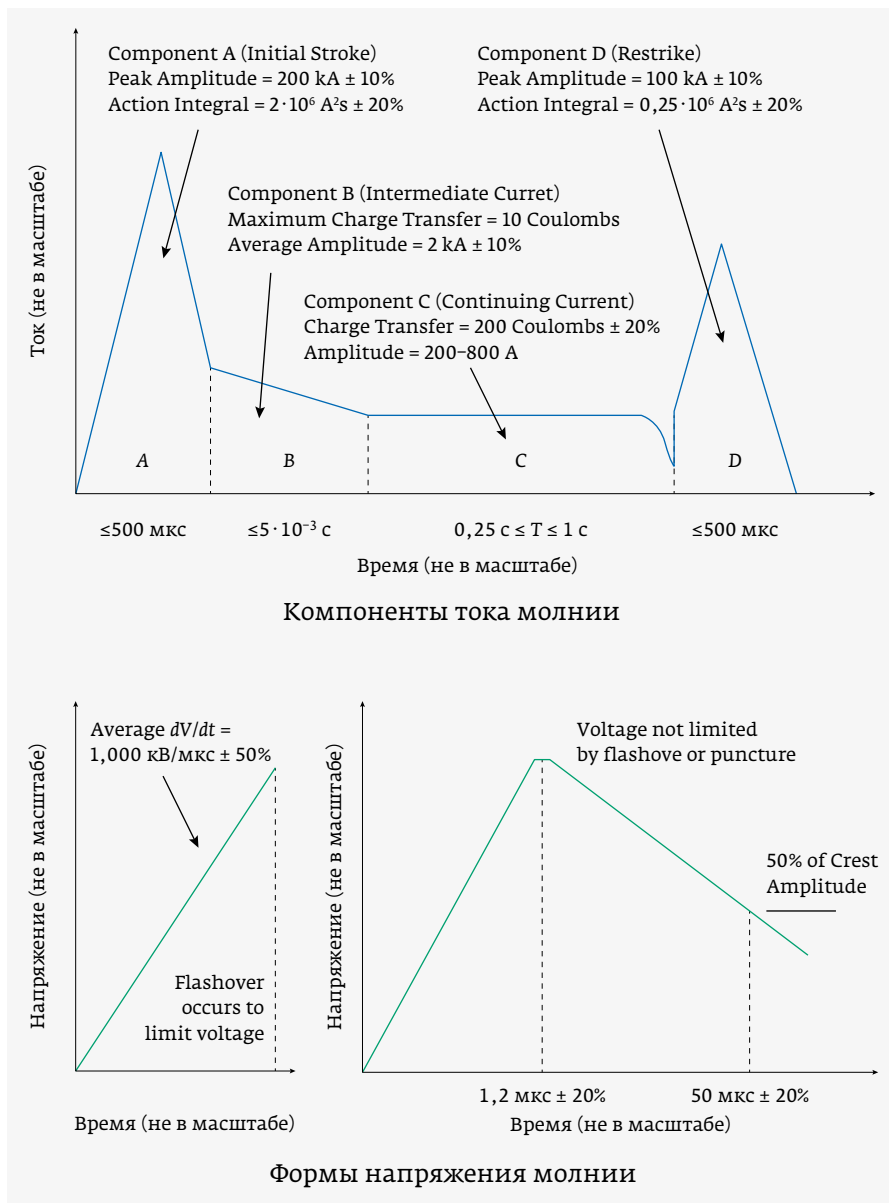 Component A (Initial Stroke)
Peak Amplitude = 200 kA ± 10%
Action Integral = 2·10⁶ A²s ± 20%
Component D (Restrike)
Peak Amplitude = 100 kA ± 10%
Action Integral = 0,25·10⁶ A²s ± 20%
Component B (Intermediate Curret)
Maximum Charge Transfer = 10 Coulombs
Average Amplitude = 2 kA ± 10%
Component C (Continuing Current)
Charge Transfer = 200 Coulombs ± 20%
Amplitude = 200–800 A
Ток (не в масштабе)
A
B
C
D
≤500 мкс
≤5·10⁻³ с
0,25 с ≤ T ≤ 1 с
≤500 мкс
Время (не в масштабе)
Компоненты тока молнии
Average dV/dt =
1,000 кВ/мкс ± 50%
Flashover
occurs to
limit voltage
Напряжение (не в масштабе)
Время (не в масштабе)
Voltage not limited
by flashove or puncture
50% of Crest
Amplitude
Напряжение (не в масштабе)
1,2 мкс ± 20%
50 мкс ± 20%
Время (не в масштабе)
Формы напряжения молнии